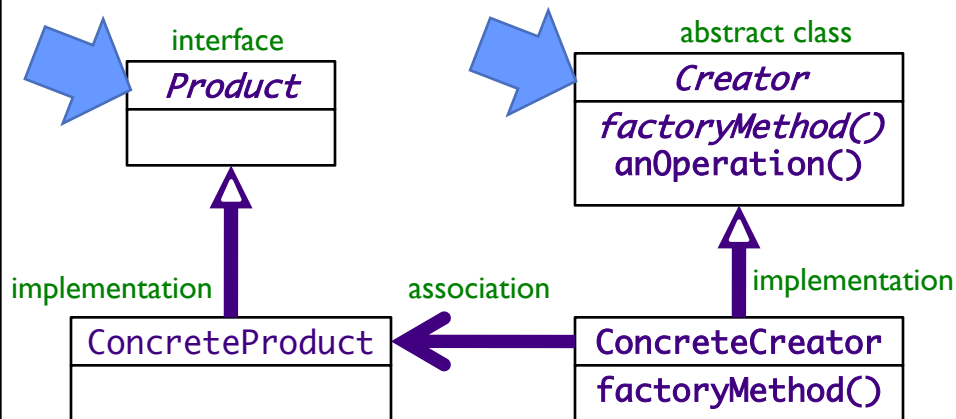 interface
Product
abstract class
Creator
factoryMethod()
anOperation()
implementation
association
implementation
ConcreteProduct
ConcreteCreator
factoryMethod()